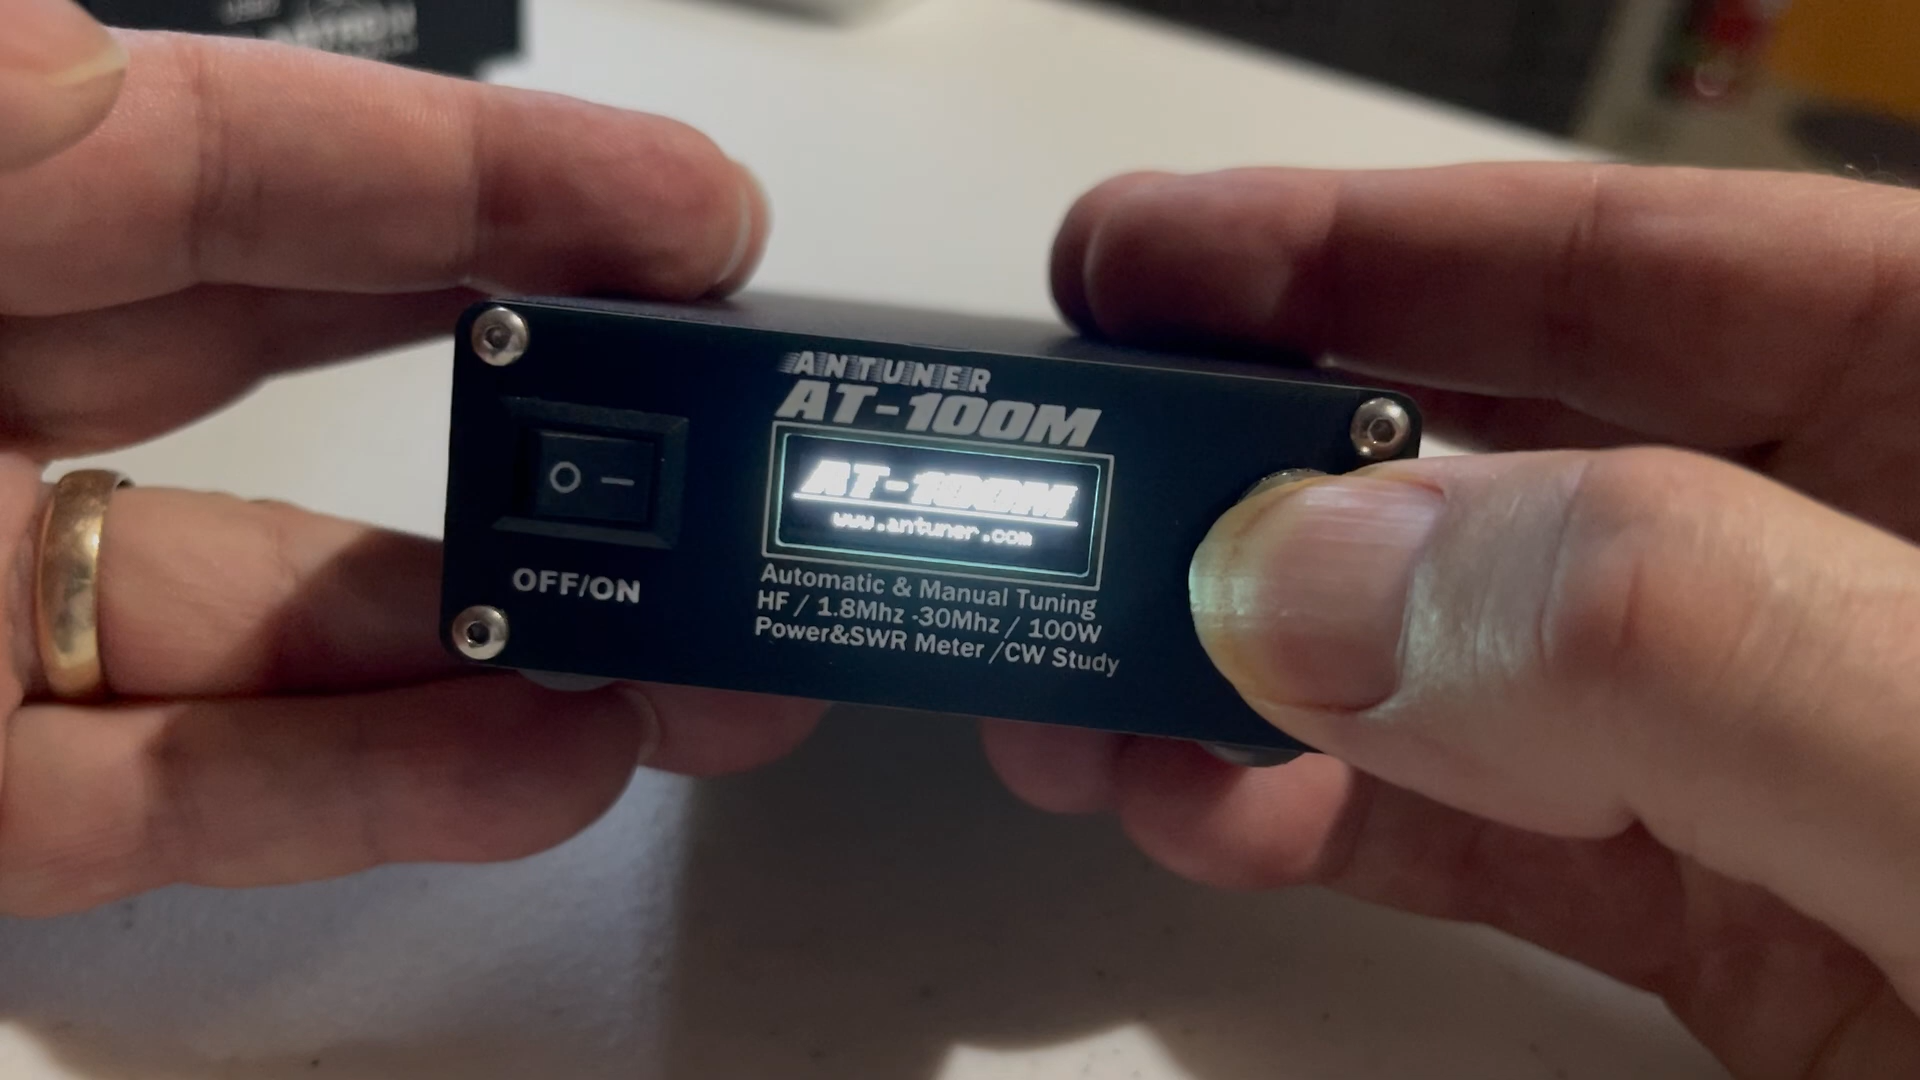 ANTUNER
AT-100M
AT-100M
www.antuner.com
O —
OFF/ON
Automatic & Manual Tuning
HF / 1.8Mhz -30Mhz / 100W
Power&SWR Meter /CW Study